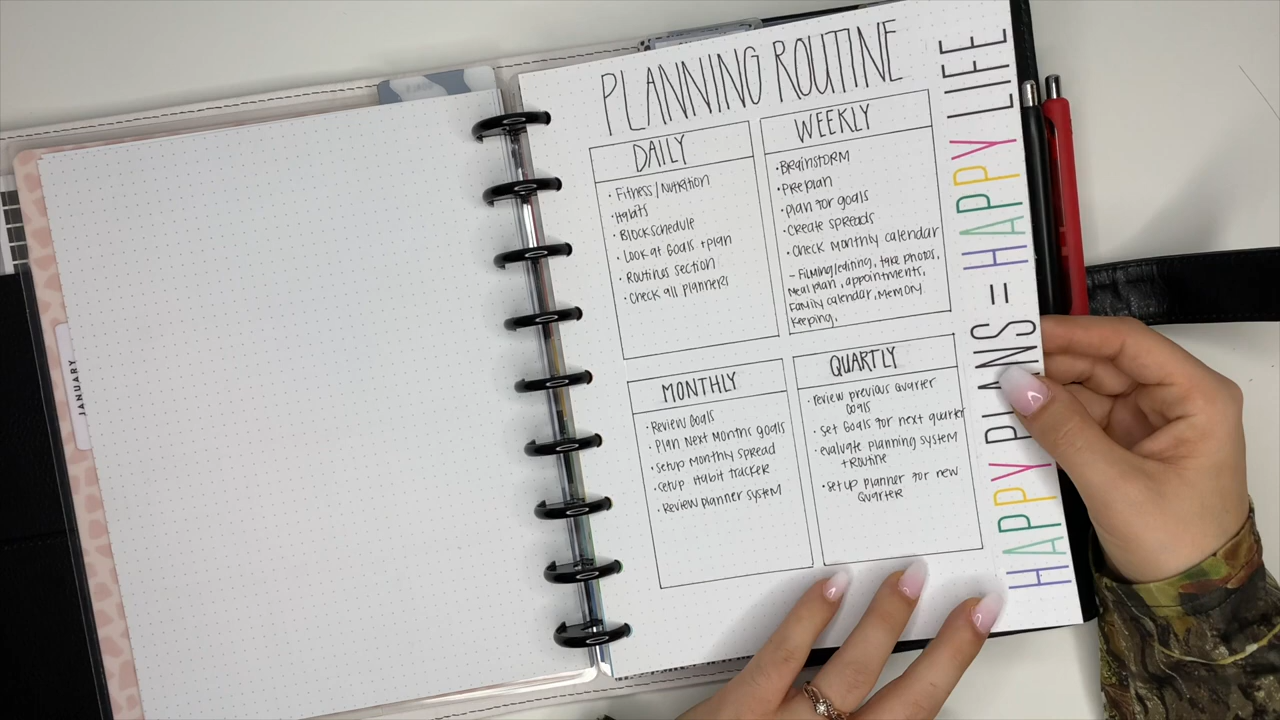 JANUARY
PLANNING ROUTINE
DAILY
• Fitness/Nutrition
• Habits
• Blockschedule
• Look at Goals + Plan
• Routines section
• Check all planners
WEEKLY
• Brainstorm
• Preplan
• Plan for goals
• Create spreads
• Check monthly calendar
- Filming/editing, take photos,
Meal plan, appointments,
Family calendar, Memory
Keeping.
MONTHLY
• Review Goals
• Plan Next Months goals
• Setup Monthly spread
• Setup Habit Tracker
• Review planner system
QUARTLY
• Review previous quarter
Goals
• Set Goals for next quarter
• evaluate planning system
+ Routine
• Set up planner for new
Quarter
HAPPY PLANS = HAPPY LIFE